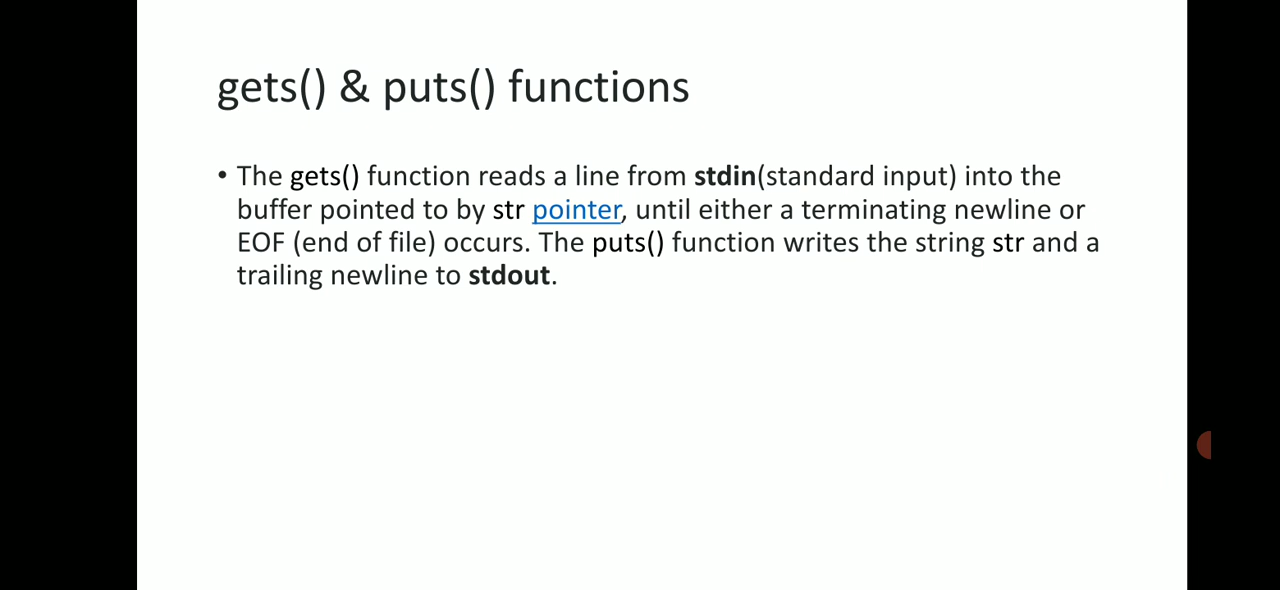 gets() & puts() functions
• The gets() function reads a line from stdin(standard input) into the
buffer pointed to by str pointer, until either a terminating newline or
EOF (end of file) occurs. The puts() function writes the string str and a
trailing newline to stdout.